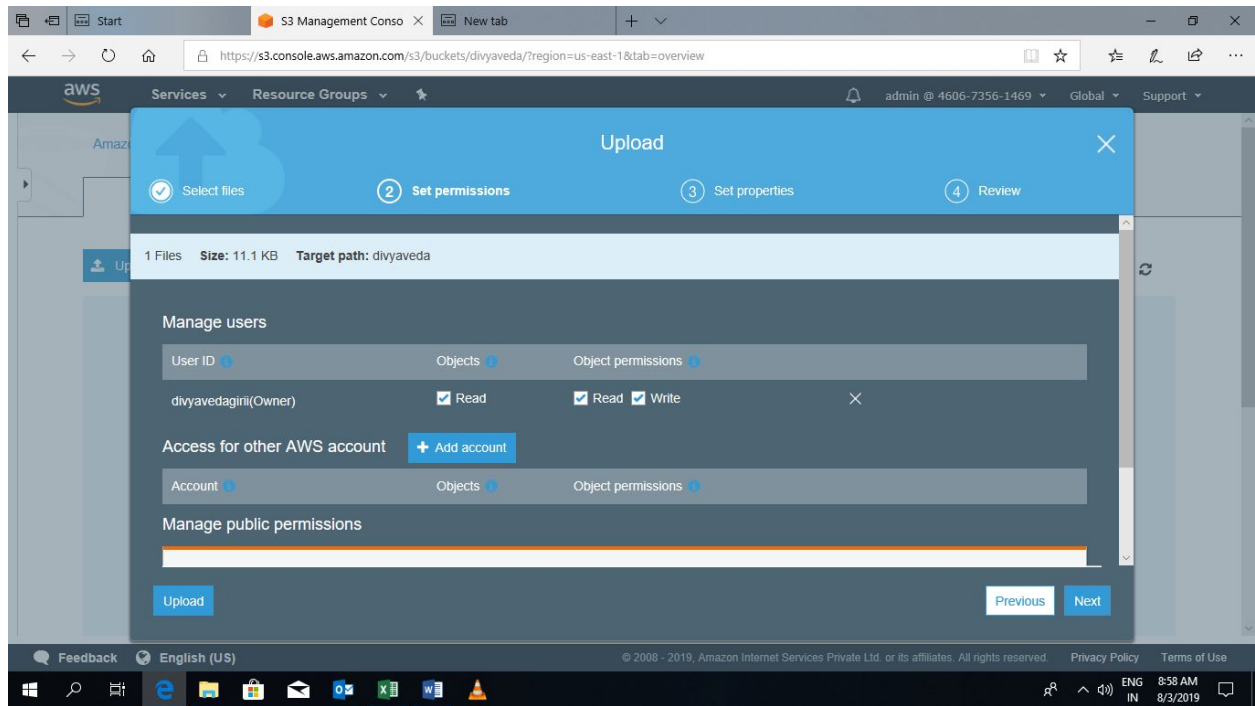 Start
S3 Management Conso
New tab
https://s3.console.aws.amazon.com/s3/buckets/divyaveda/?region=us-east-1&tab=overview
aws
Services
Resource Groups
admin @ 4606-7356-1469
Global
Support
Amaz
Upload
Select files
2 Set permissions
3 Set properties
4 Review
Up
1 Files Size: 11.1 KB Target path: divyaveda
Manage users
User ID Objects Object permissions
divyavedagirii(Owner) Read Read Write
Access for other AWS account + Add account
Account Objects Object permissions
Manage public permissions
Upload
Previous
Next
Feedback
English (US)
© 2008 - 2019, Amazon Internet Services Private Ltd. or its affiliates. All rights reserved.
Privacy Policy
Terms of Use
ENG
IN
8:58 AM
8/3/2019